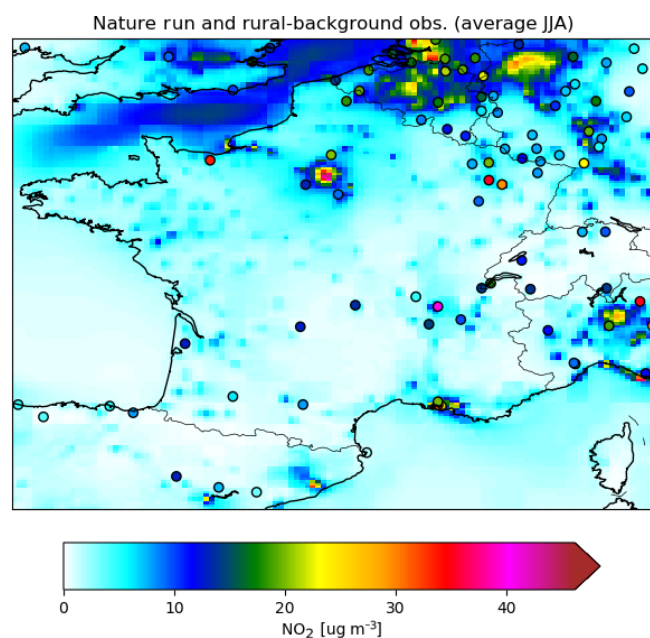 Nature run and rural-background obs. (average JJA)
0 10 20 30 40
NO₂ [ug m⁻³]